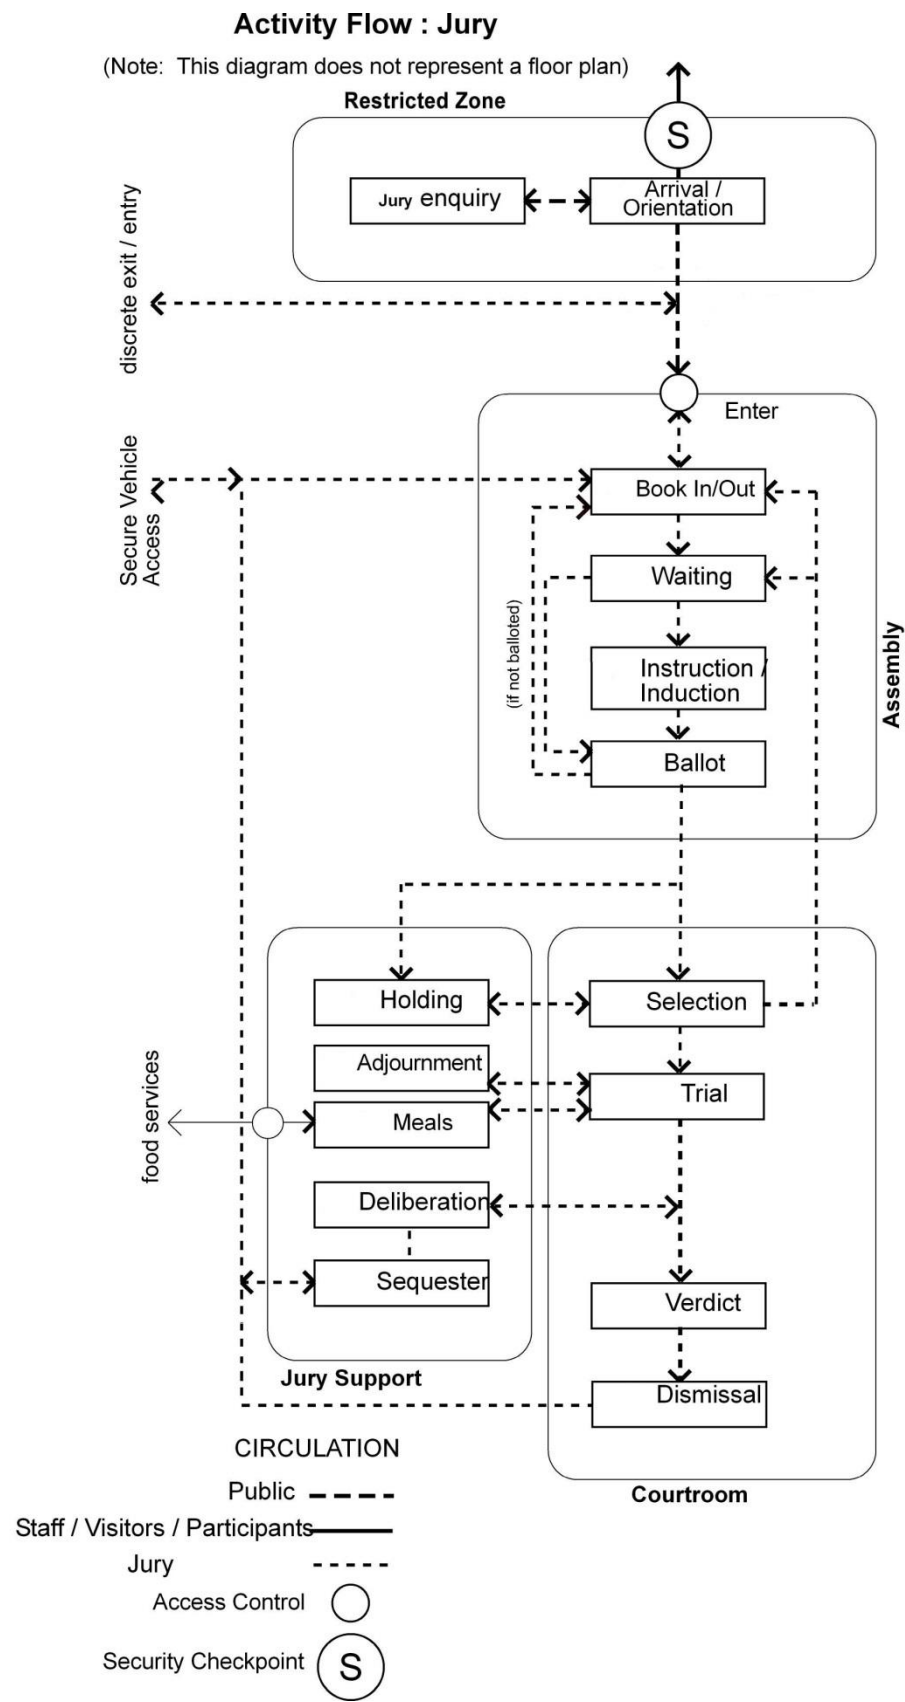 Activity Flow : Jury
(Note: This diagram does not represent a floor plan)
Restricted Zone
S
Jury enquiry
Arrival /
Orientation
discrete exit / entry
Enter
Secure Vehicle
Access
Book In/Out
Waiting
(if not balloted)
Instruction /
Induction
Assembly
Ballot
Holding
Selection
Adjournment
Trial
food services
Meals
Deliberation
Sequester
Verdict
Jury Support
Dismissal
Courtroom
CIRCULATION
Public
Staff / Visitors / Participants
Jury
Access Control
Security Checkpoint
S